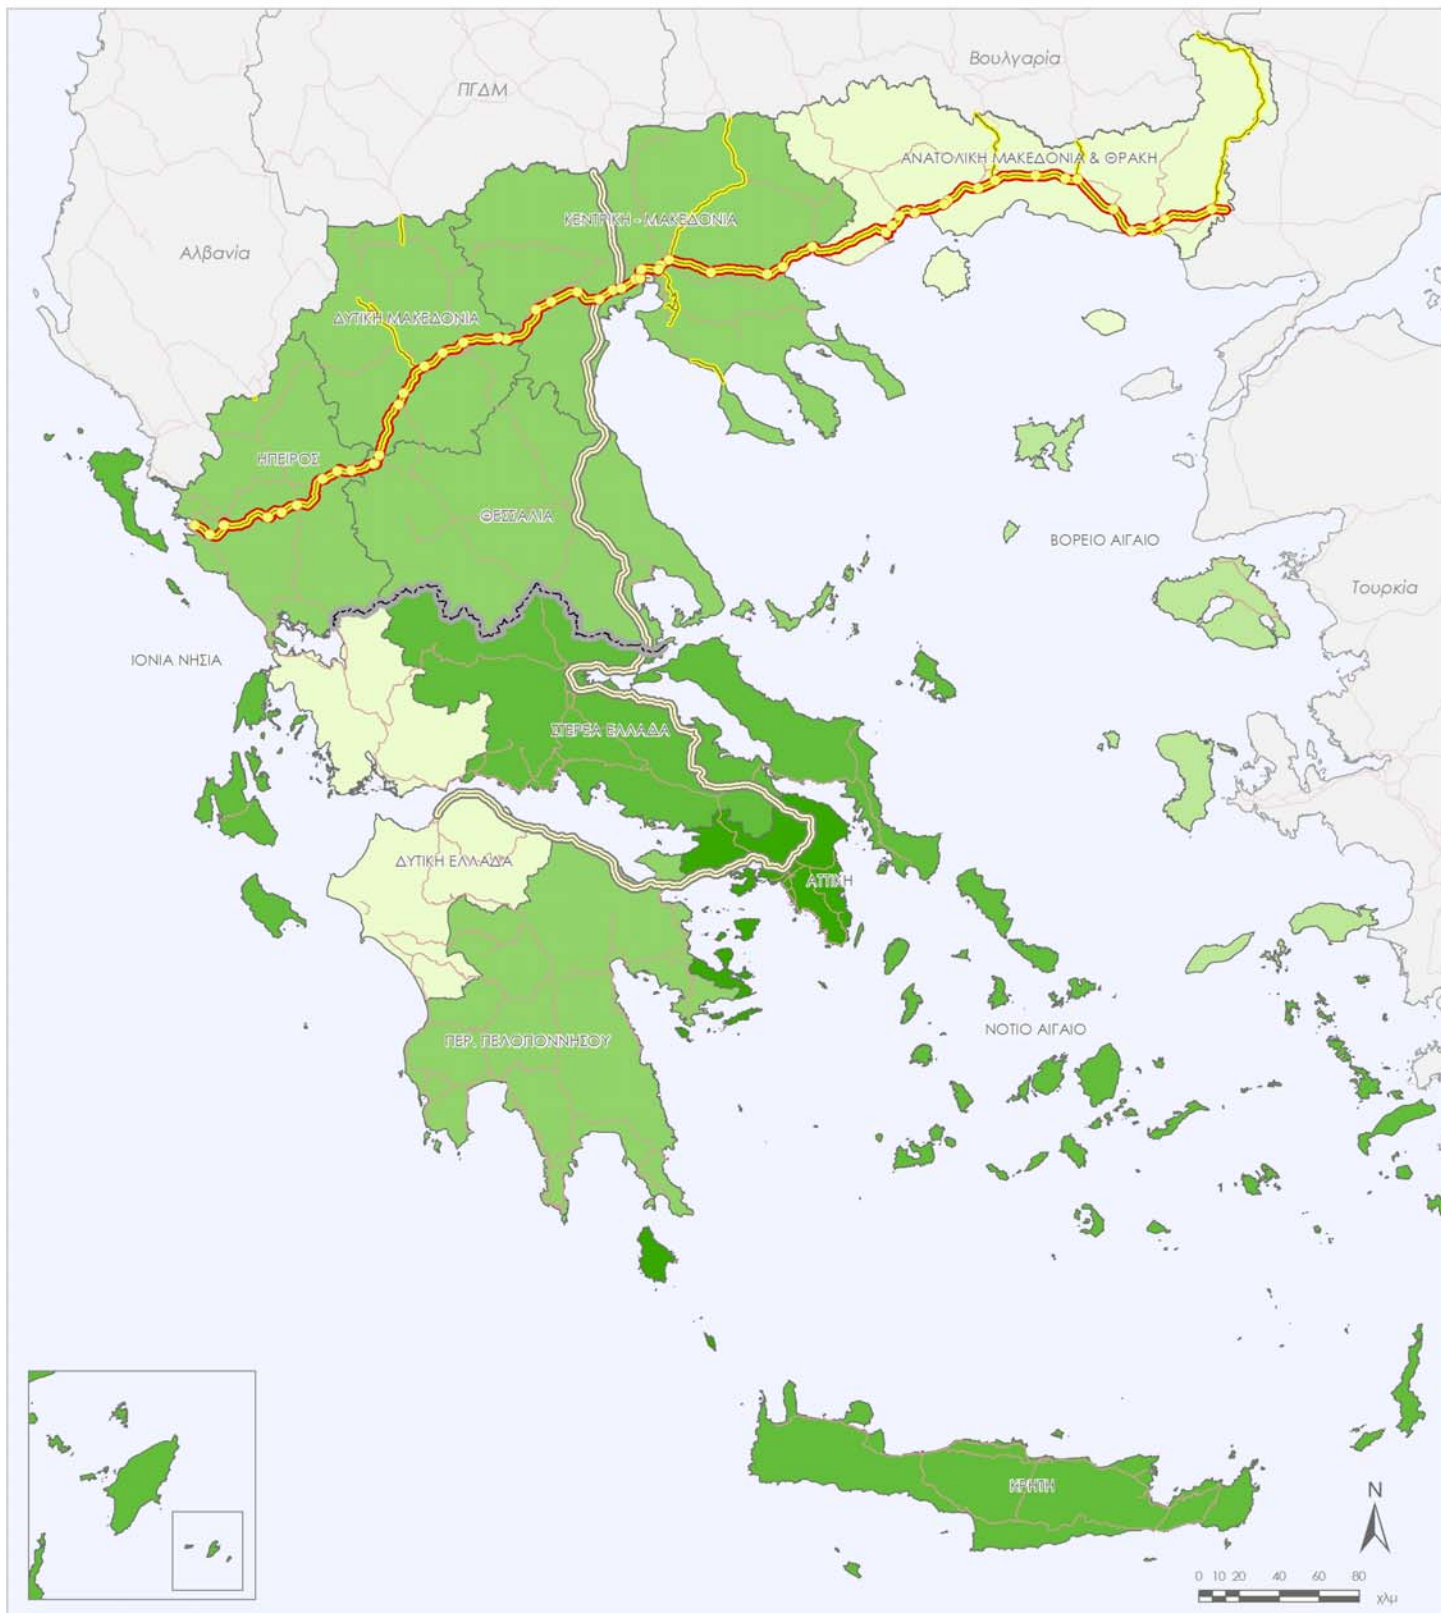 Βουλγαρία
ΠΓΔΜ
ΑΝΑΤΟΛΙΚΗ ΜΑΚΕΔΟΝΙΑ & ΘΡΑΚΗ
ΚΕΝΤΡΙΚΗ - ΜΑΚΕΔΟΝΙΑ
Αλβανία
ΔΥΤΙΚΗ ΜΑΚΕΔΟΝΙΑ
ΗΠΕΙΡΟΣ
ΘΕΣΣΑΛΙΑ
ΒΟΡΕΙΟ ΑΙΓΑΙΟ
Τουρκία
ΙΟΝΙΑ ΝΗΣΙΑ
ΣΤΕΡΕΑ ΕΛΛΑΔΑ
ΔΥΤΙΚΗ ΕΛΛΑΔΑ
ΑΤΤΙΚΗ
ΝΟΤΙΟ ΑΙΓΑΙΟ
ΠΕΡ. ΠΕΛΟΠΟΝΝΗΣΟΥ
ΚΡΗΤΗ
N
0 10 20 40 60 80
χλμ